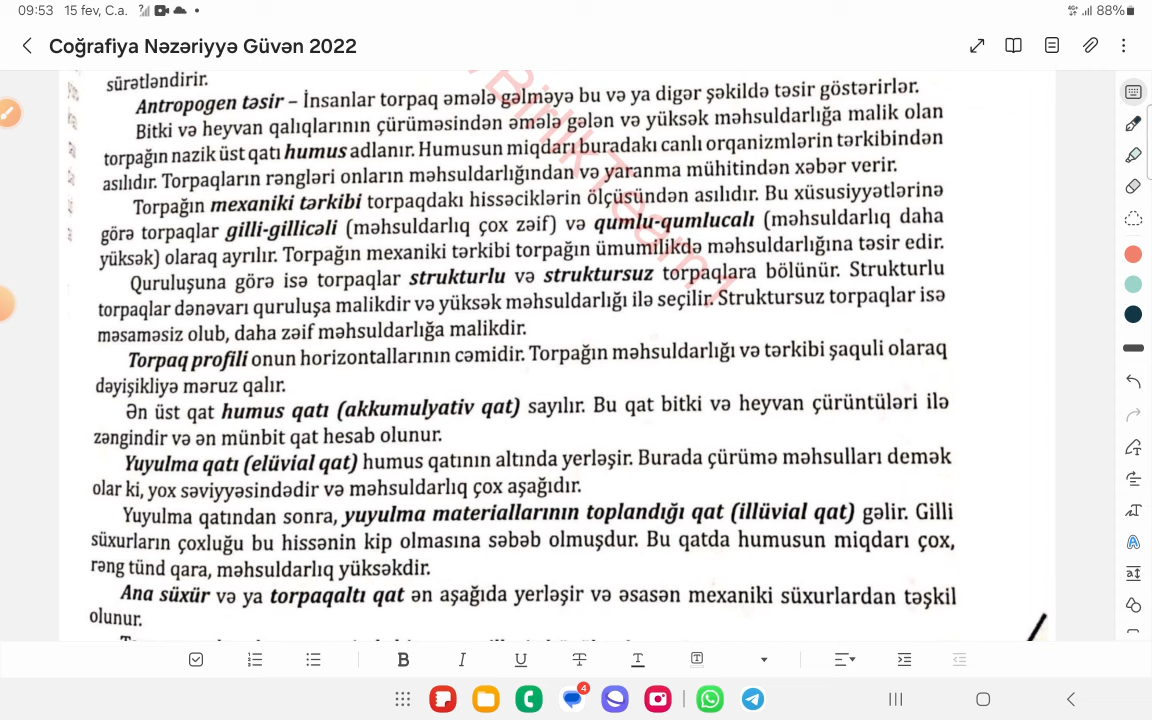 09:53 15 fev, C.a.
88%
Coğrafiya Nəzəriyyə Güvən 2022
sürətləndirir.
Antropogen təsir – İnsanlar torpaq əmələ gəlməyə bu və ya digər şəkildə təsir göstərirlər.
Bitki və heyvan qalıqlarının çürüməsindən əmələ gələn və yüksək məhsuldarlığa malik olan
torpağın nazik üst qatı humus adlanır. Humusun miqdarı buradakı canlı orqanizmlərin tərkibindən
asılıdır. Torpaqların rəngləri onların məhsuldarlığından və yaranma mühitindən xəbər verir.
Torpağın mexaniki tərkibi torpaqdakı hissəciklərin ölçüsündən asılıdır. Bu xüsusiyyətlərinə
görə torpaqlar gilli-gillicəli (məhsuldarlıq çox zəif) və qumlu-qumlucalı (məhsuldarlıq daha
yüksək) olaraq ayrılır. Torpağın mexaniki tərkibi torpağın ümumilikdə məhsuldarlığına təsir edir.
Quruluşuna görə isə torpaqlar strukturlu və struktursuz torpaqlara bölünür. Strukturlu
torpaqlar dənəvarı quruluşa malikdir və yüksək məhsuldarlığı ilə seçilir. Struktursuz torpaqlar isə
məsaməsiz olub, daha zəif məhsuldarlığa malikdir.
Torpaq profili onun horizontallarının cəmidir. Torpağın məhsuldarlığı və tərkibi şaquli olaraq
dəyişikliyə məruz qalır.
Ən üst qat humus qatı (akkumulyativ qat) sayılır. Bu qat bitki və heyvan çürüntüləri ilə
zəngindir və ən münbit qat hesab olunur.
Yuyulma qatı (elüvial qat) humus qatının altında yerləşir. Burada çürümə məhsulları demək
olar ki, yox səviyyəsindədir və məhsuldarlıq çox aşağıdır.
Yuyulma qatından sonra, yuyulma materiallarının toplandığı qat (illüvial qat) gəlir. Gilli
süxurların çoxluğu bu hissənin kip olmasına səbəb olmuşdur. Bu qatda humusun miqdarı çox,
rəng tünd qara, məhsuldarlıq yüksəkdir.
Ana süxür və ya torpaqaltı qat ən aşağıda yerləşir və əsasən mexaniki süxurlardan təşkil
olunur.
BirlikTeam1
B I U T T T
4